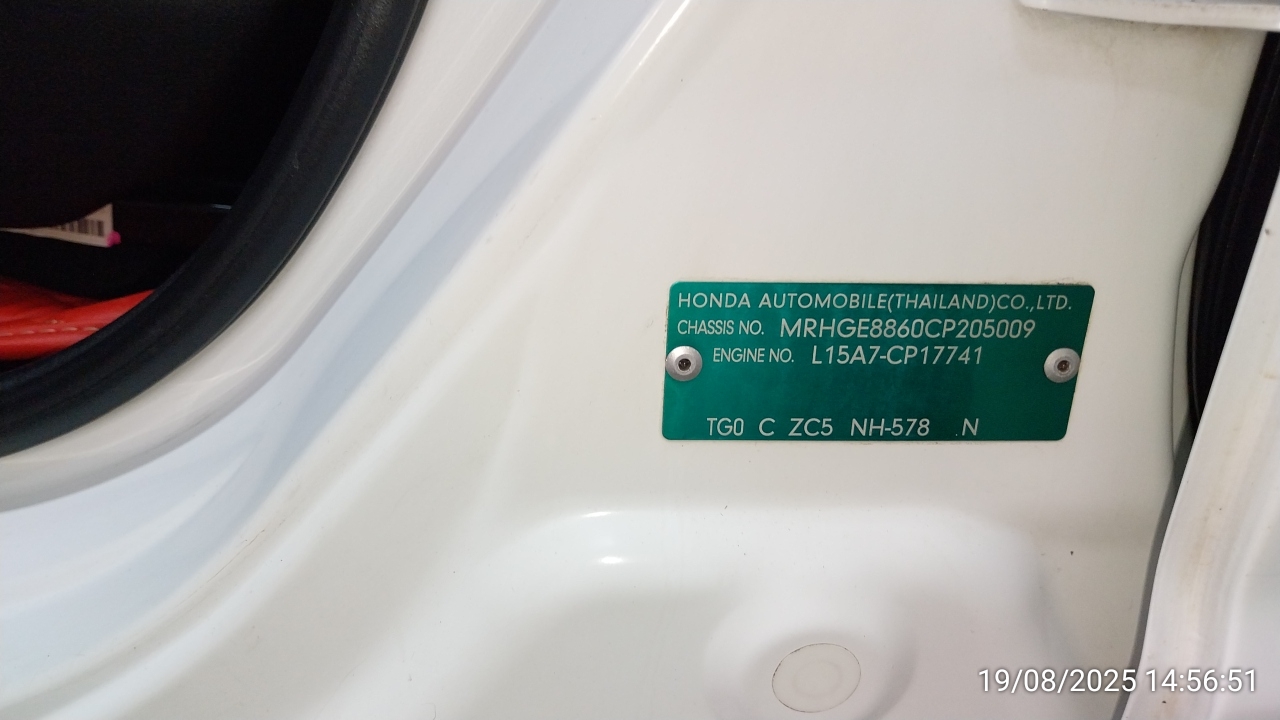 HONDA AUTOMOBILE(THAILAND)CO.,LTD.
CHASSIS NO. MRHGE8860CP205009
ENGINE NO. L15A7-CP17741
TG0 C ZC5 NH-578 N
19/08/2025 14:56:51